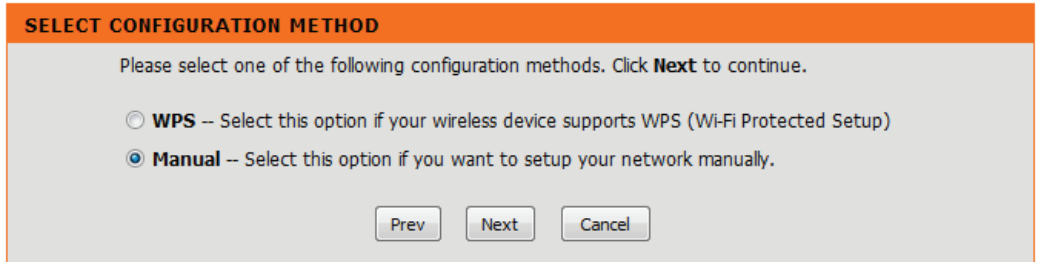 SELECT CONFIGURATION METHOD
Please select one of the following configuration methods. Click Next to continue.
WPS -- Select this option if your wireless device supports WPS (Wi-Fi Protected Setup)
Manual -- Select this option if you want to setup your network manually.
Prev Next Cancel